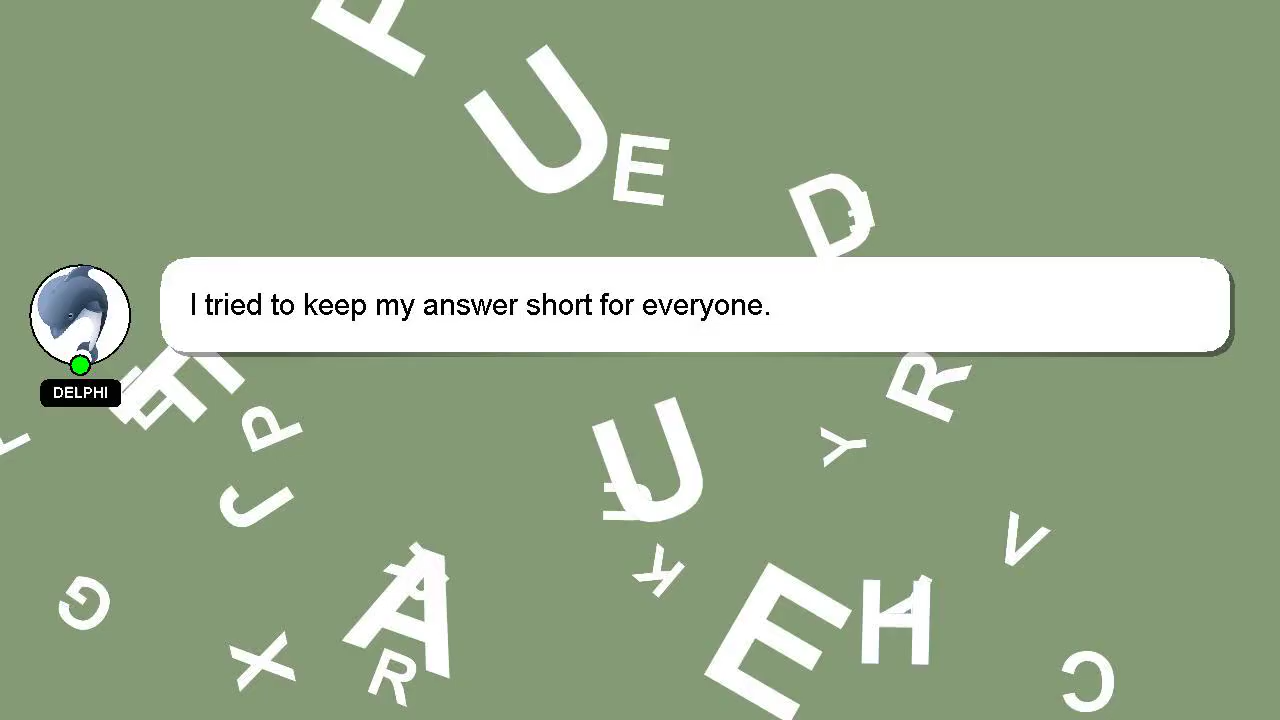 I tried to keep my answer short for everyone.
DELPHI
P
U
E
D
F
P
J
U
R
Y
K
V
G
X
A
R
E
H
C